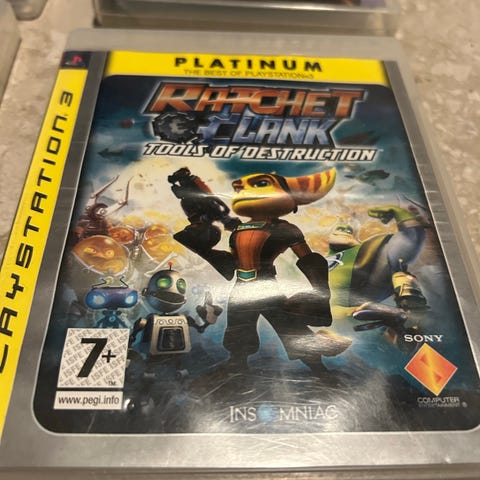 PLATINUM
THE BEST OF PLAYSTATION®3
RATCHET
& CLANK
TOOLS OF DESTRUCTION
PLAYSTATION 3
7+
www.pegi.info
INSOMNIAC
SONY
COMPUTER
ENTERTAINMENT